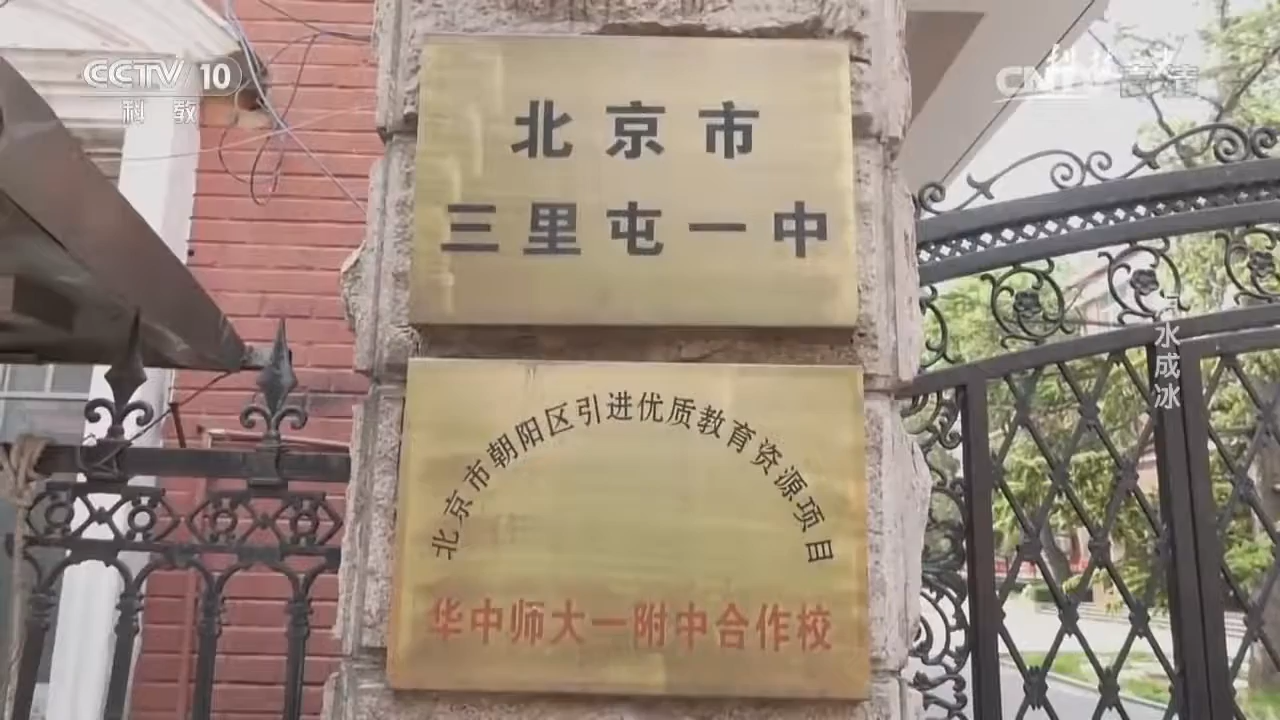 CCTV 10
科教
高清
北京市
三里屯一中
水成冰
北京市朝阳区引进优质教育资源项目
华中师大一附中合作校